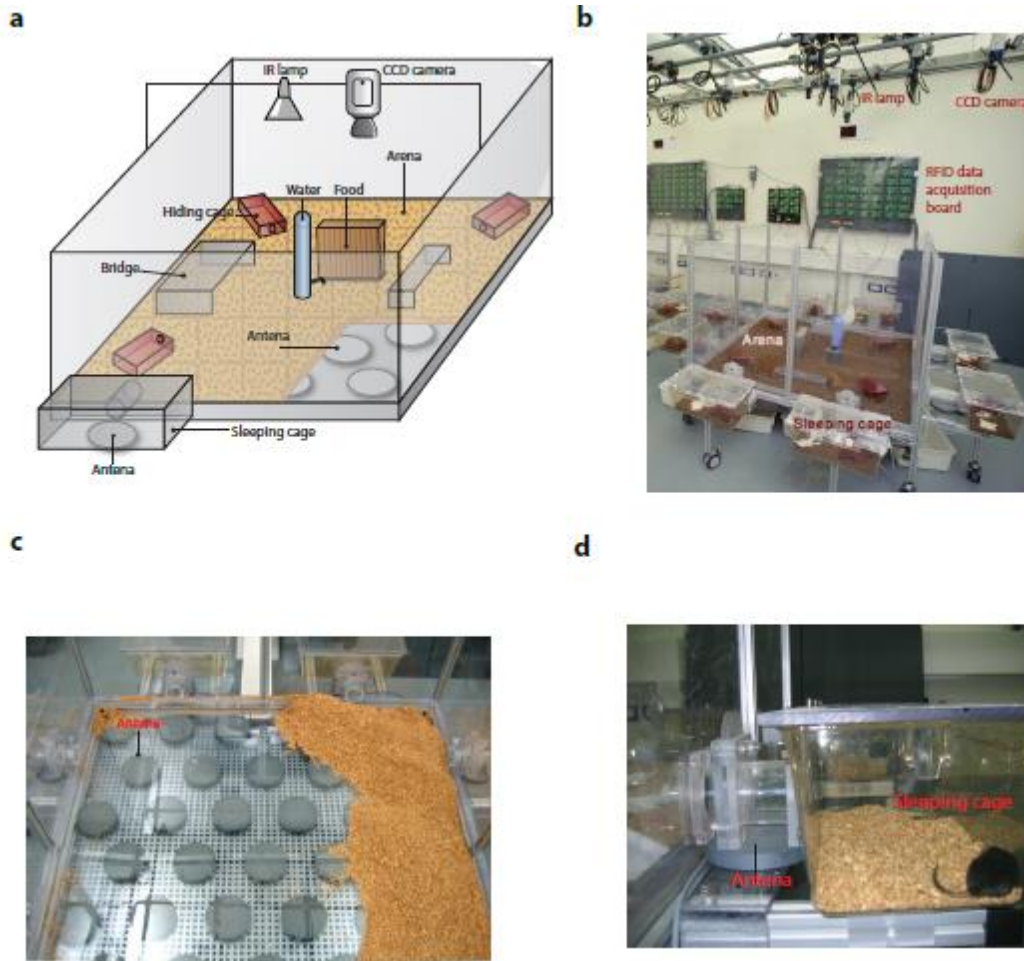 a
IR lamp
CCD camera
Arena
Water
Food
Hiding cage
Bridge
Antena
Sleeping cage
Antena
b
IR lamp
CCD camera
RFID data
acquisition
board
Arena
Sleeping cage
c
Antena
d
Sleeping cage
Antena